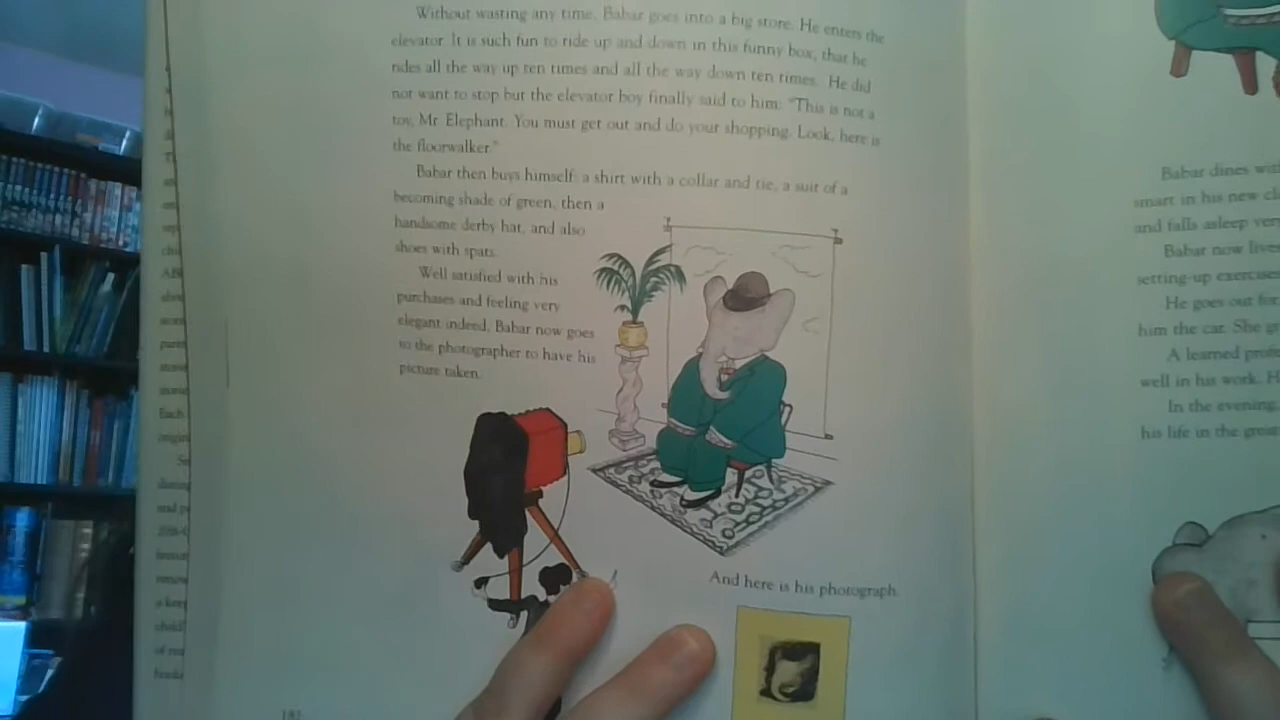 Without wasting any time, Babar goes into a big store. He enters the
elevator. It is such fun to ride up and down in this funny box, that he
rides all the way up ten times and all the way down ten times. He did
not want to stop but the elevator boy finally said to him: "This is not a
toy, Mr. Elephant. You must get out and do your shopping. Look, here is
the floorwalker."
Babar then buys himself: a shirt with a collar and tie, a suit of a
becoming shade of green, then a
handsome derby hat, and also
shoes with spats.
Well satisfied with his
purchases and feeling very
elegant indeed, Babar now goes
to the photographer to have his
picture taken.
And here is his photograph.
Babar dines
smart in his new
and falls asleep
Babar now
setting-up exercises
He goes out for
him the car. She
A learned
well in his work.
In the evening,
his life in the